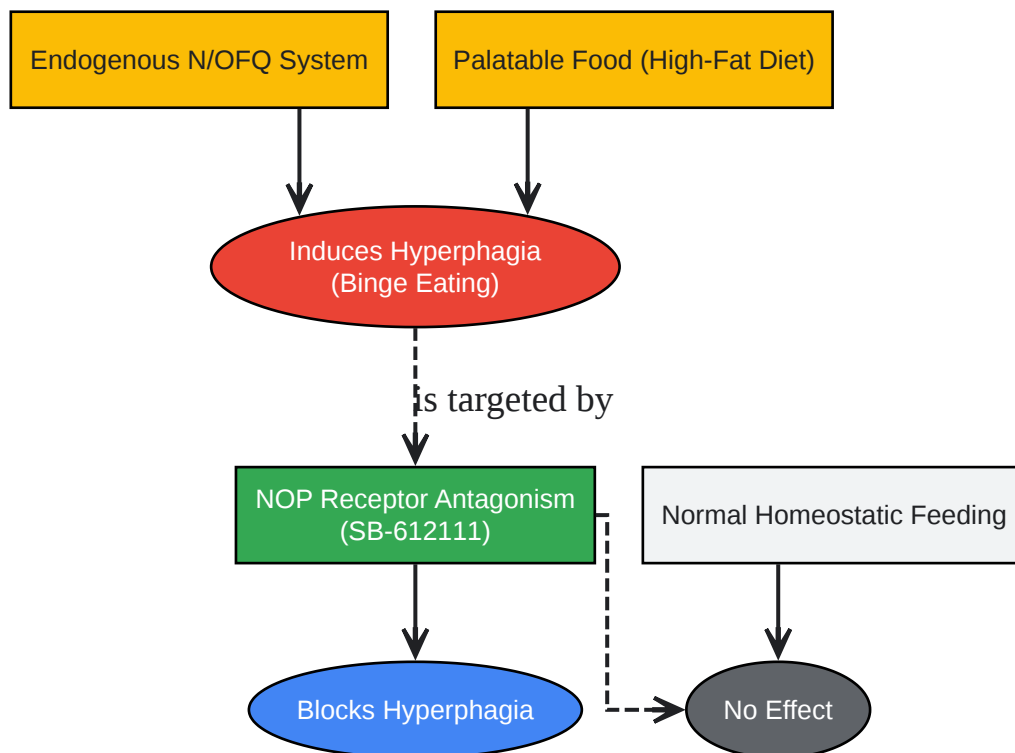 Endogenous N/OFQ System
Palatable Food (High-Fat Diet)
Induces Hyperphagia
(Binge Eating)
is targeted by
NOP Receptor Antagonism
(SB-612111)
Normal Homeostatic Feeding
Blocks Hyperphagia
No Effect